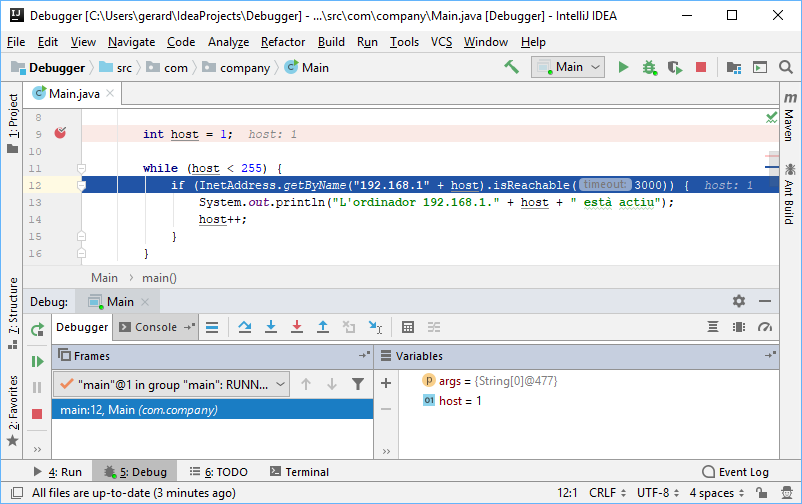 Debugger [C:\Users\gerard\IdeaProjects\Debugger] - ...\src\com\company\Main.java [Debugger] - IntelliJ IDEA
File Edit View Navigate Code Analyze Refactor Build Run Tools VCS Window Help
Debugger src com company Main Main
Main.java
8
9 int host = 1; host: 1
10
11 while (host < 255) {
12 if (InetAddress.getByName("192.168.1" + host).isReachable( timeout: 3000)) { host: 1
13 System.out.println("L'ordinador 192.168.1." + host + " està actiu");
14 host++;
15 }
16 }
Main main()
1: Project
7: Structure
2: Favorites
Maven
Ant Build
Debug: Main
Debugger Console
Frames Variables
"main"@1 in group "main": RUNN...
main:12, Main (com.company)
args = {String[0]@477}
host = 1
4: Run 5: Debug 6: TODO Terminal Event Log
All files are up-to-date (3 minutes ago) 12:1 CRLF UTF-8 4 spaces